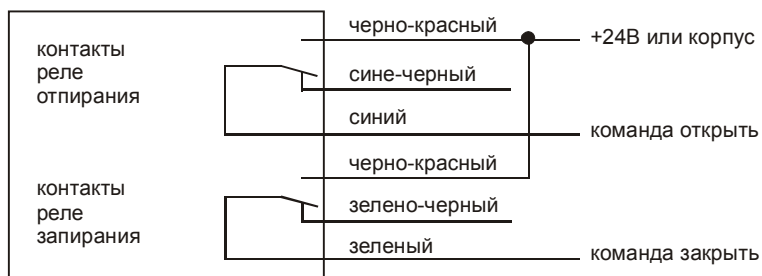 черно-красный
+24В или корпус
контакты
реле
отпирания
сине-черный
синий
команда открыть
черно-красный
контакты
реле
запирания
зелено-черный
зеленый
команда закрыть